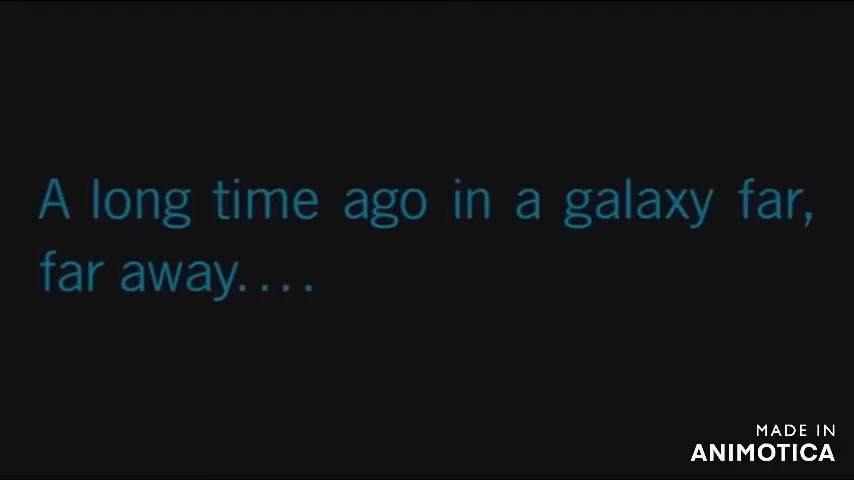 A long time ago in a galaxy far,
far away....
MADE IN
ANIMOTICA